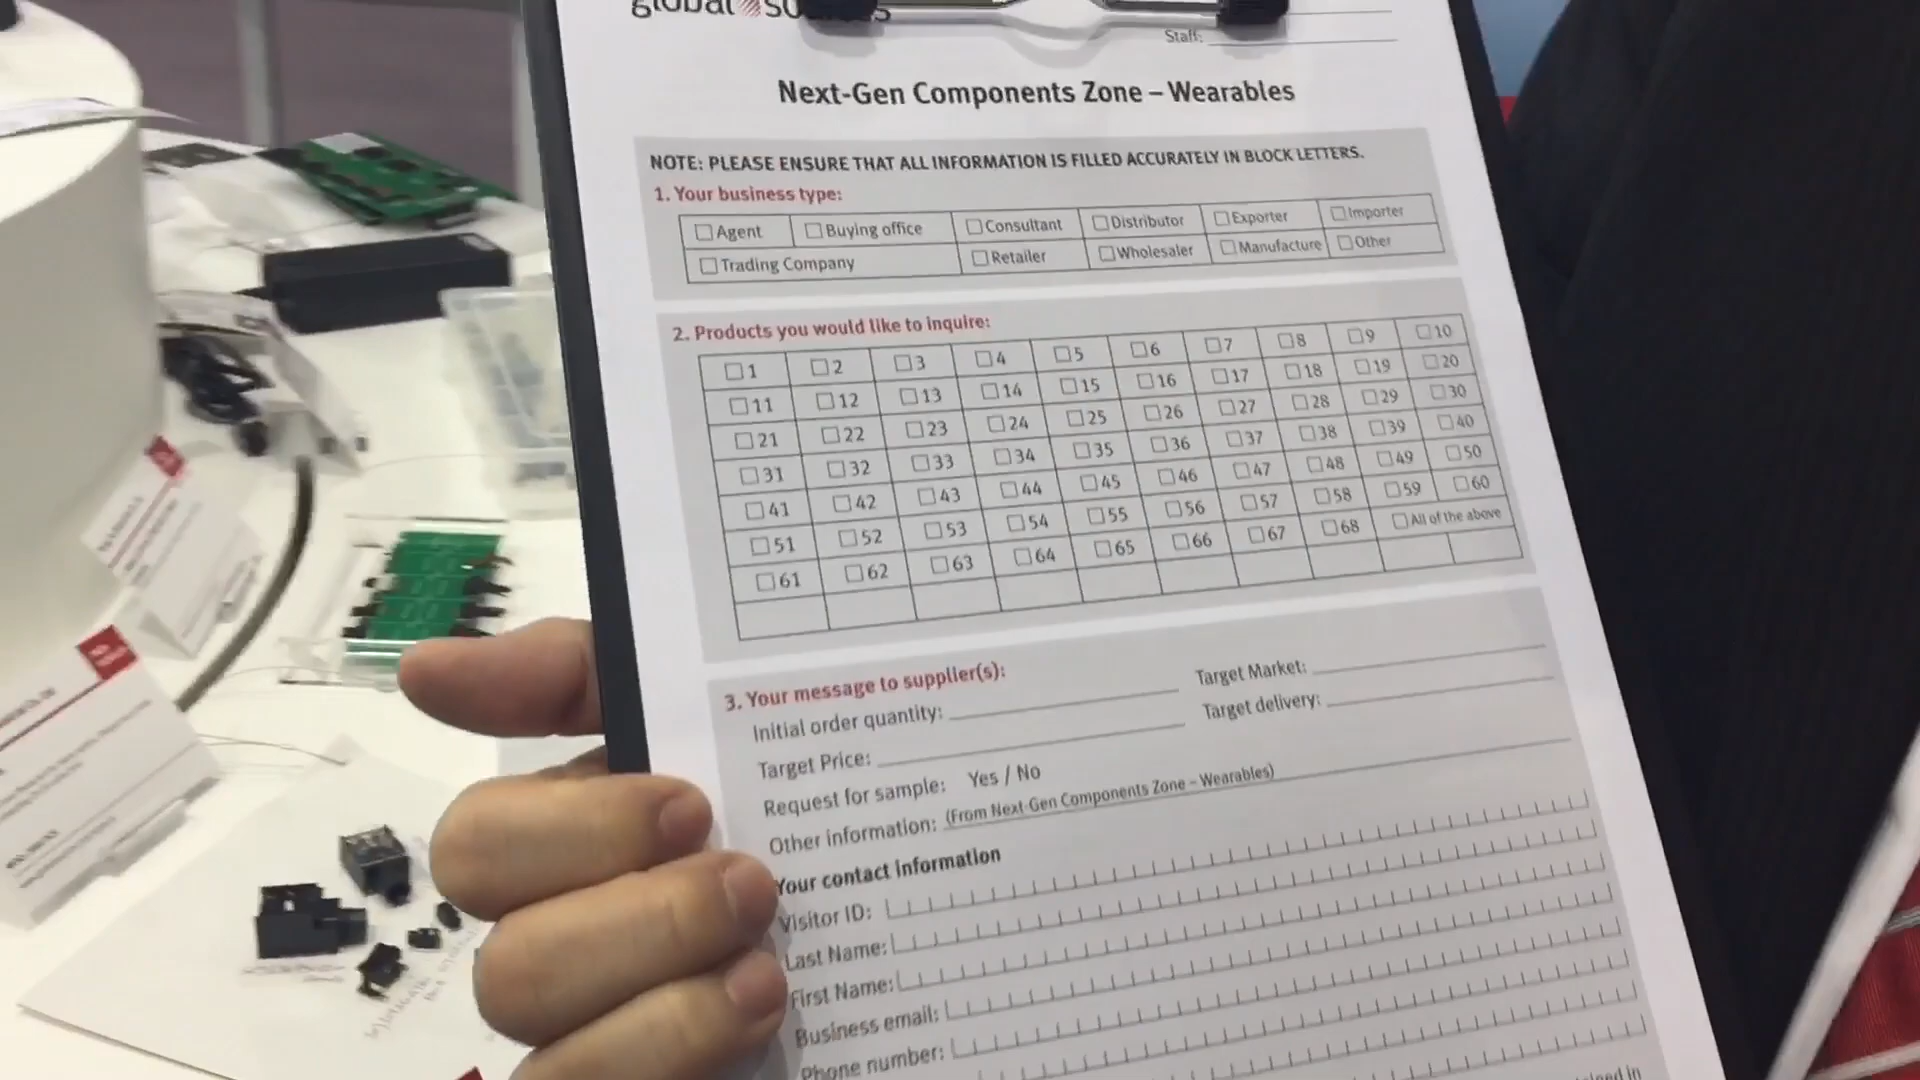 global sources
Staff:
Next-Gen Components Zone – Wearables
NOTE: PLEASE ENSURE THAT ALL INFORMATION IS FILLED ACCURATELY IN BLOCK LETTERS.
1. Your business type:
Agent Buying office Consultant Distributor Exporter Importer
Trading Company Retailer Wholesaler Manufacture Other
2. Products you would like to inquire:
1 2 3 4 5 6 7 8 9 10
11 12 13 14 15 16 17 18 19 20
21 22 23 24 25 26 27 28 29 30
31 32 33 34 35 36 37 38 39 40
41 42 43 44 45 46 47 48 49 50
51 52 53 54 55 56 57 58 59 60
61 62 63 64 65 66 67 68 All of the above
3. Your message to supplier(s):
Initial order quantity: Target Market:
Target Price: Target delivery:
Request for sample: Yes / No
Other information: (From Next-Gen Components Zone – Wearables)
Your contact information
Visitor ID:
Last Name:
First Name:
Business email:
Phone number: